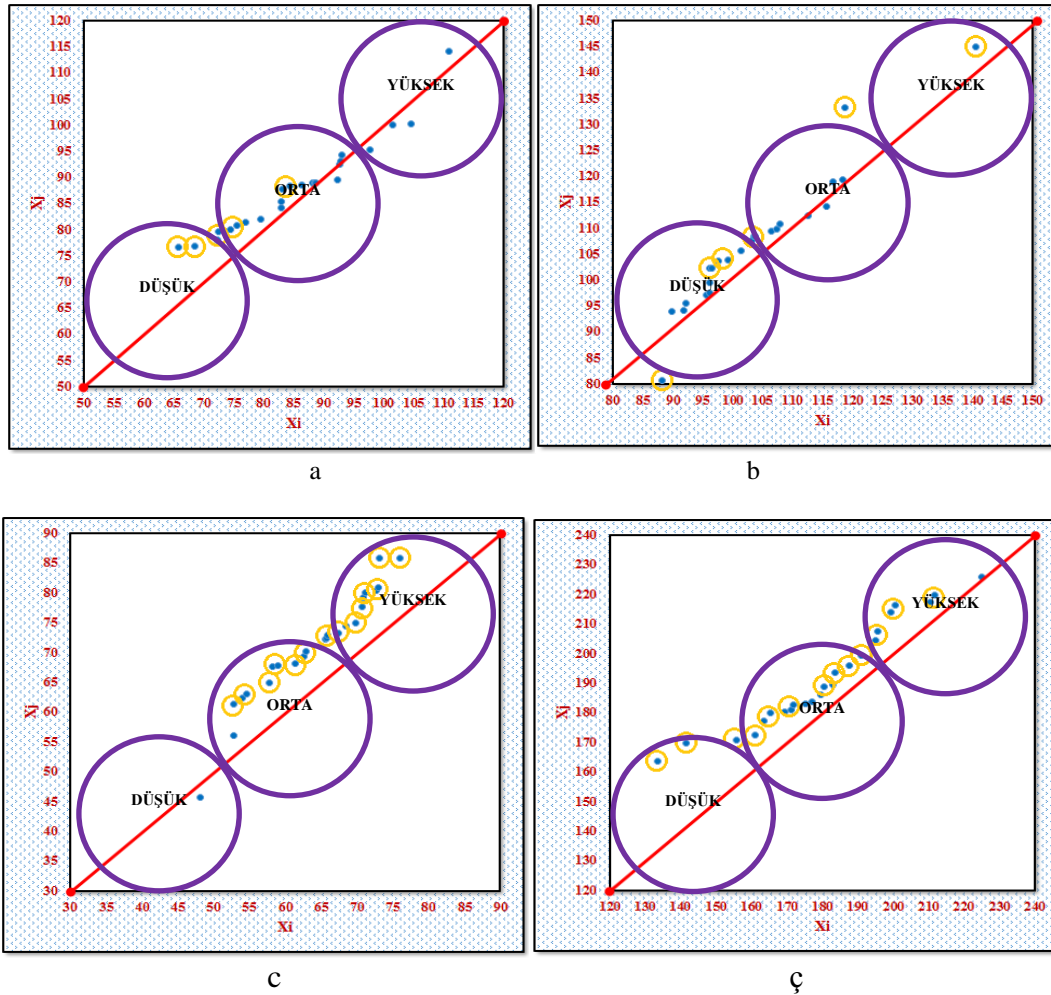 120
115
110
105
100
95
90
85
80
75
70
65
60
55
50
Xj
YÜKSEK
ORTA
DÜŞÜK
50 55 60 65 70 75 80 85 90 95 100 105 110 115 120
Xi
a
150
145
140
135
130
125
120
115
110
105
100
95
90
85
80
Xj
YÜKSEK
ORTA
DÜŞÜK
80 85 90 95 100 105 110 115 120 125 130 135 140 145 150
Xi
b
90
85
80
75
70
65
60
55
50
45
40
35
30
Xj
YÜKSEK
ORTA
DÜŞÜK
30 35 40 45 50 55 60 65 70 75 80 85 90
Xi
c
240
230
220
210
200
190
180
170
160
150
140
130
120
Xj
YÜKSEK
ORTA
DÜŞÜK
120 130 140 150 160 170 180 190 200 210 220 230 240
Xi
ç